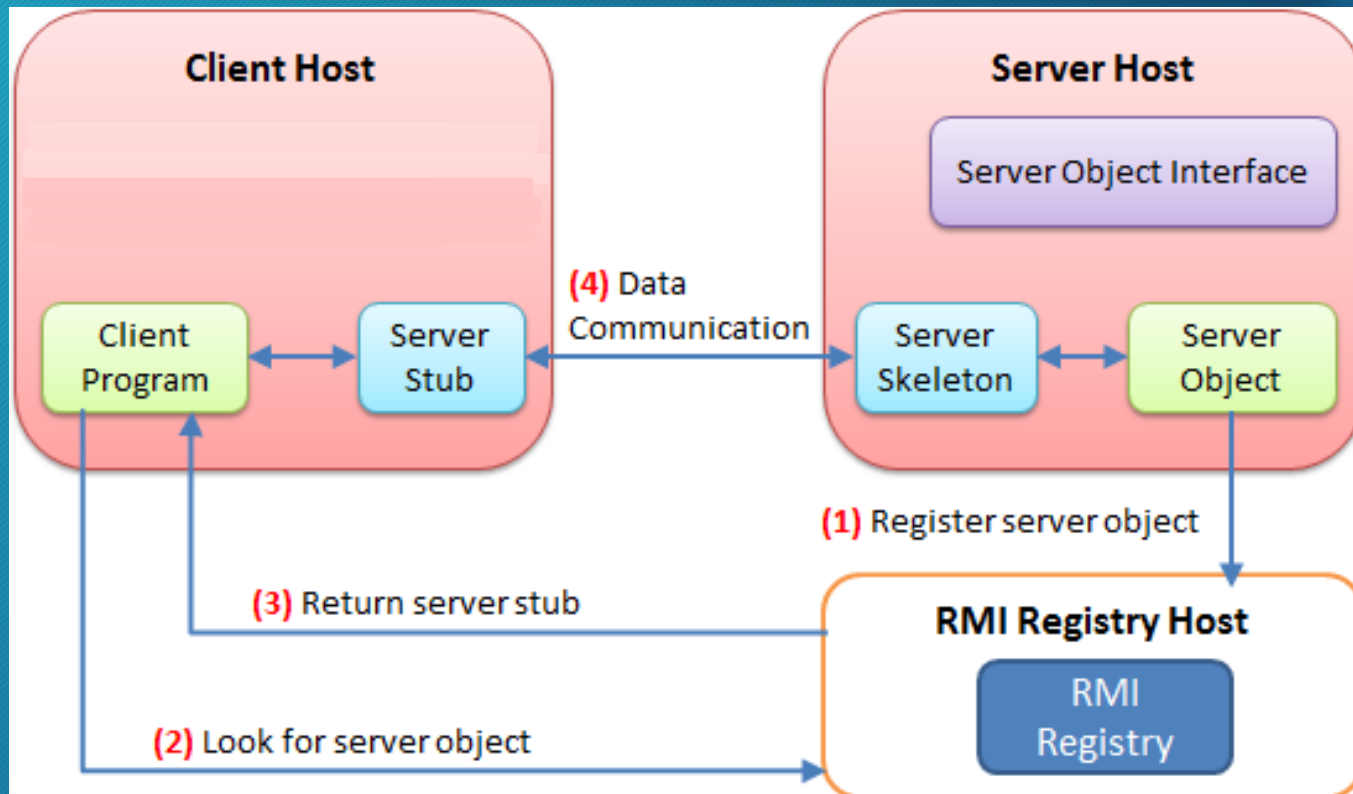 Client Host
Server Host
Server Object Interface
(4) Data
Communication
Client
Program
Server
Stub
Server
Skeleton
Server
Object
(1) Register server object
(3) Return server stub
RMI Registry Host
RMI
Registry
(2) Look for server object